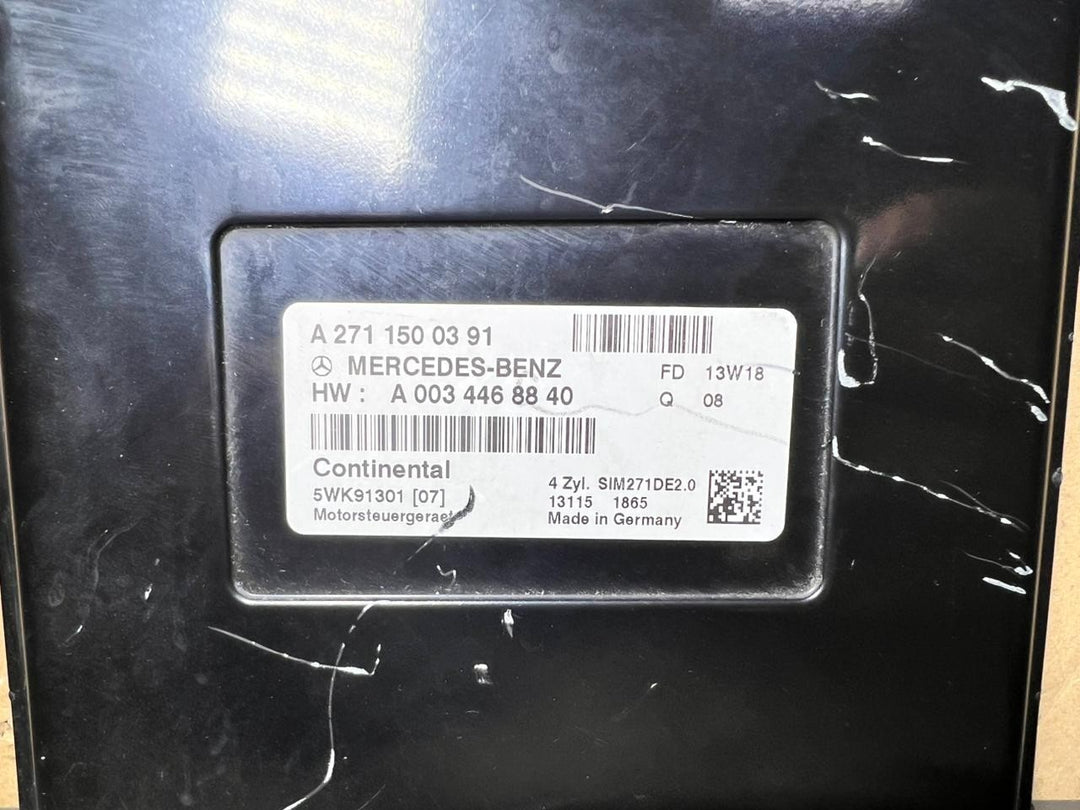 A 271 150 03 91
MERCEDES-BENZ
FD 13W18
HW : A 003 446 88 40
Q 08
Continental
5WK91301 [07]
Motorsteuergeraet
4 Zyl. SIM271DE2.0
13115 1865
Made in Germany